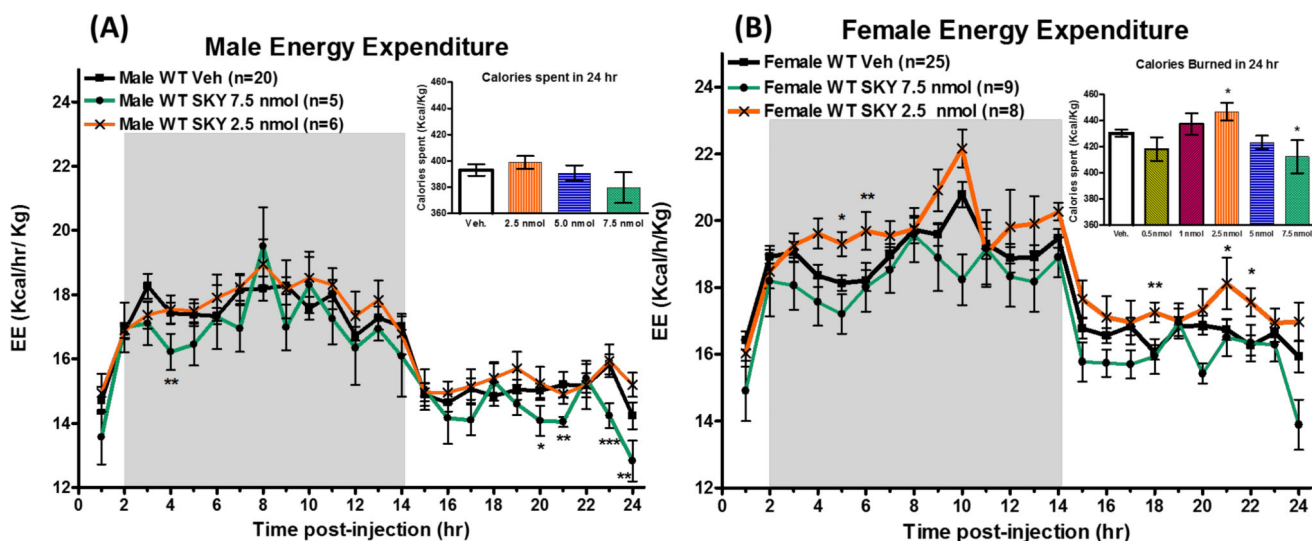 (A)
Male Energy Expenditure
Male WT Veh (n=20)
Male WT SKY 7.5 nmol (n=5)
Male WT SKY 2.5 nmol (n=6)
Calories spent in 24 hr
Calories spent (Kcal/Kg)
460
440
420
400
380
360
Veh.
2.5 nmol
5.0 nmol
7.5 nmol
EE (Kcal/hr/ Kg)
24
22
20
18
16
14
12
**
*
**
***
**
0 2 4 6 8 10 12 14 16 18 20 22 24
Time post-injection (hr)
(B)
Female Energy Expenditure
Female WT Veh (n=25)
Female WT SKY 7.5 nmol (n=9)
Female WT SKY 2.5 nmol (n=8)
Calories Burned in 24 hr
Calories spent (Kcal/Kg)
460
440
420
400
380
360
*
*
Veh.
0.5 nmol
1 nmol
2.5 nmol
5 nmol
7.5 nmol
EE (Kcal/h/Kg)
24
22
20
18
16
14
12
*
**
**
*
*
0 2 4 6 8 10 12 14 16 18 20 22 24
Time post-injection (hr)